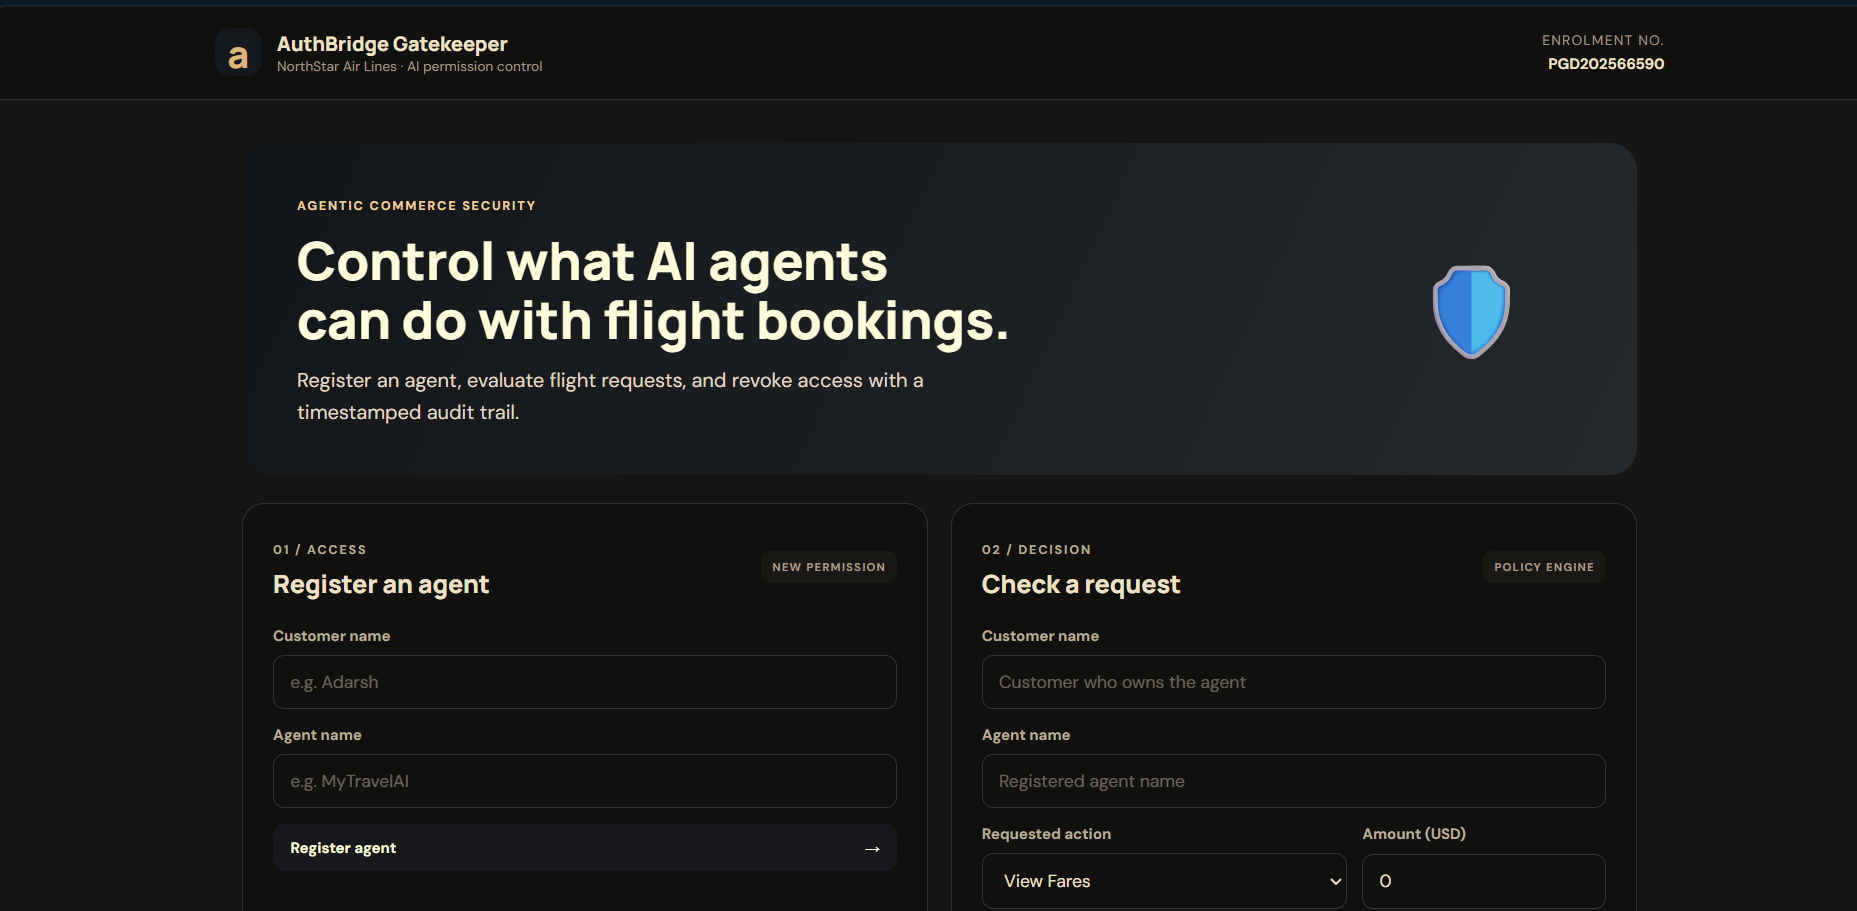 a
AuthBridge Gatekeeper
NorthStar Air Lines · AI permission control
ENROLMENT NO.
PGD202566590
AGENTIC COMMERCE SECURITY
Control what AI agents
can do with flight bookings.
Register an agent, evaluate flight requests, and revoke access with a
timestamped audit trail.
01 / ACCESS
Register an agent
NEW PERMISSION
Customer name
e.g. Adarsh
Agent name
e.g. MyTravelAI
Register agent →
02 / DECISION
Check a request
POLICY ENGINE
Customer name
Customer who owns the agent
Agent name
Registered agent name
Requested action
View Fares
Amount (USD)
0